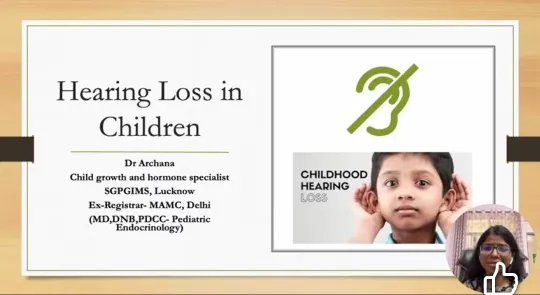 Hearing Loss in
Children
Dr Archana
Child growth and hormone specialist
SGPGIMS, Lucknow
Ex-Registrar- MAMC, Delhi
(MD,DNB,PDCC- Pediatric
Endocrinology)
CHILDHOOD
HEARING
LOSS